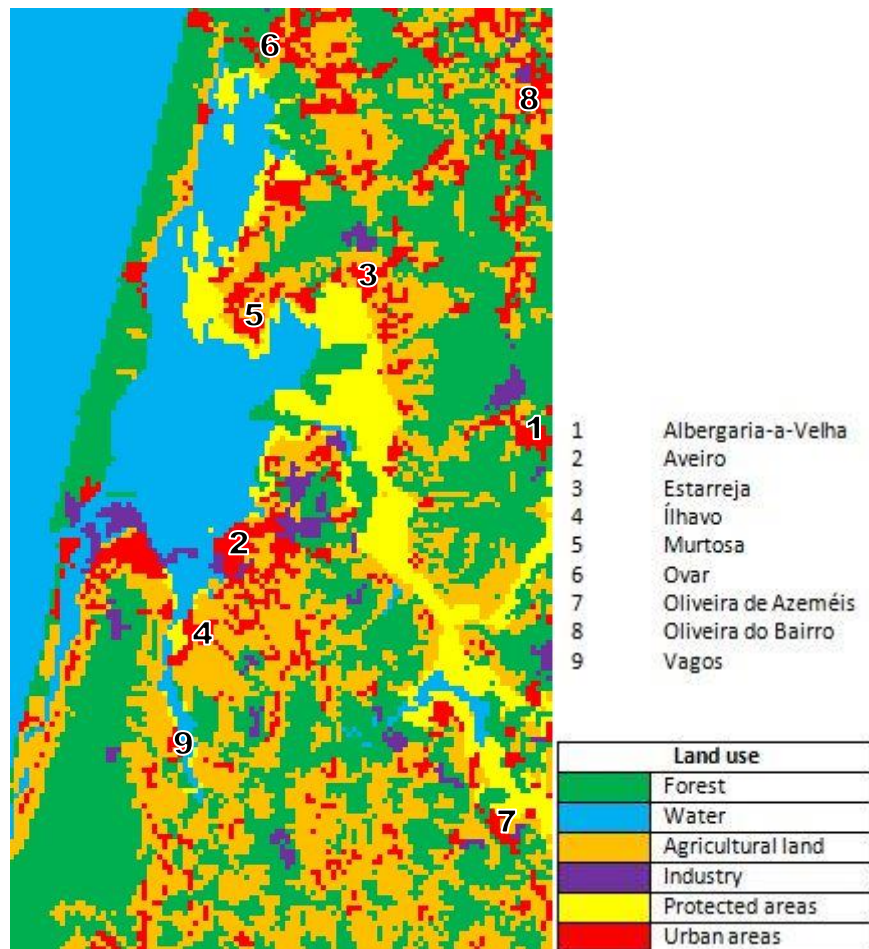 6
8
3
5
1
2
4
9
7
1 Albergaria-a-Velha
2 Aveiro
3 Estarreja
4 Ílhavo
5 Murtosa
6 Ovar
7 Oliveira de Azeméis
8 Oliveira do Bairro
9 Vagos
Land use
Forest
Water
Agricultural land
Industry
Protected areas
Urban areas